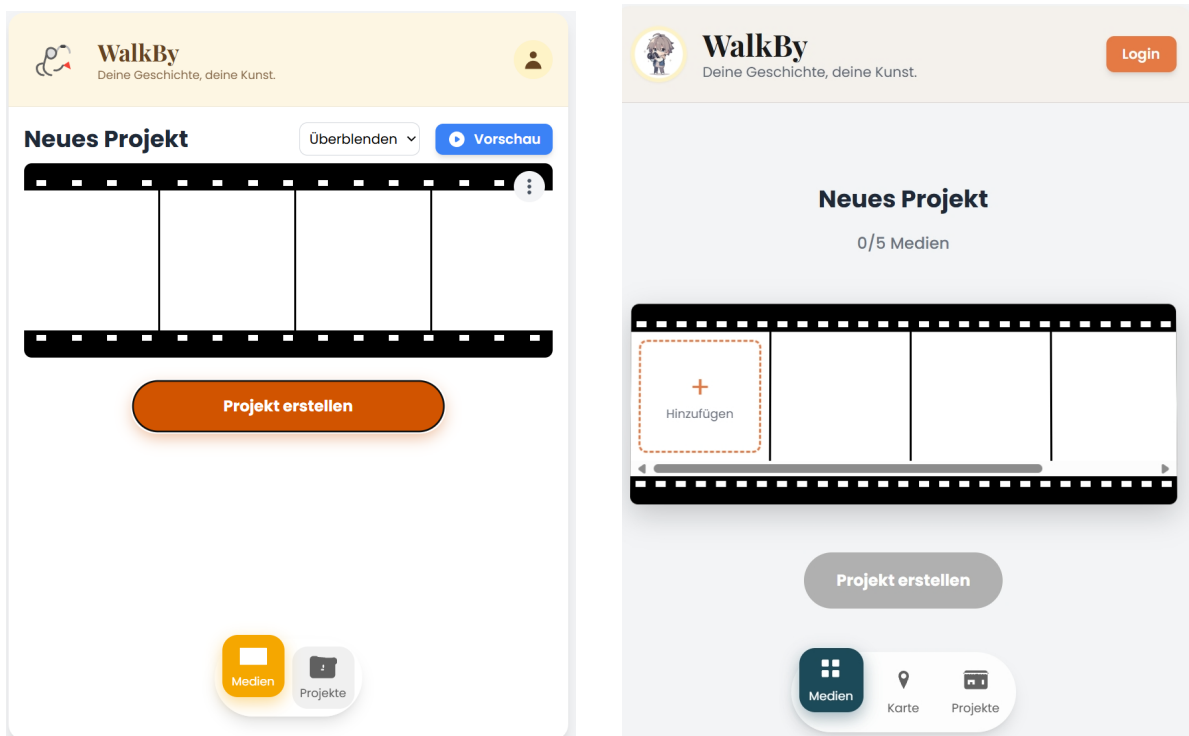 WalkBy
Deine Geschichte, deine Kunst.
Neues Projekt
Überblenden
Vorschau
Projekt erstellen
Medien
Projekte
WalkBy
Deine Geschichte, deine Kunst.
Login
Neues Projekt
0/5 Medien
+
Hinzufügen
Projekt erstellen
Medien
Karte
Projekte